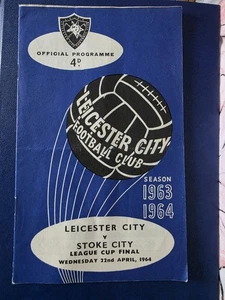 OFFICIAL PROGRAMME
4D
LEICESTER CITY
FOOTBALL CLUB
SEASON
1963
1964
LEICESTER CITY
v
STOKE CITY
LEAGUE CUP FINAL
WEDNESDAY 22nd APRIL, 1964